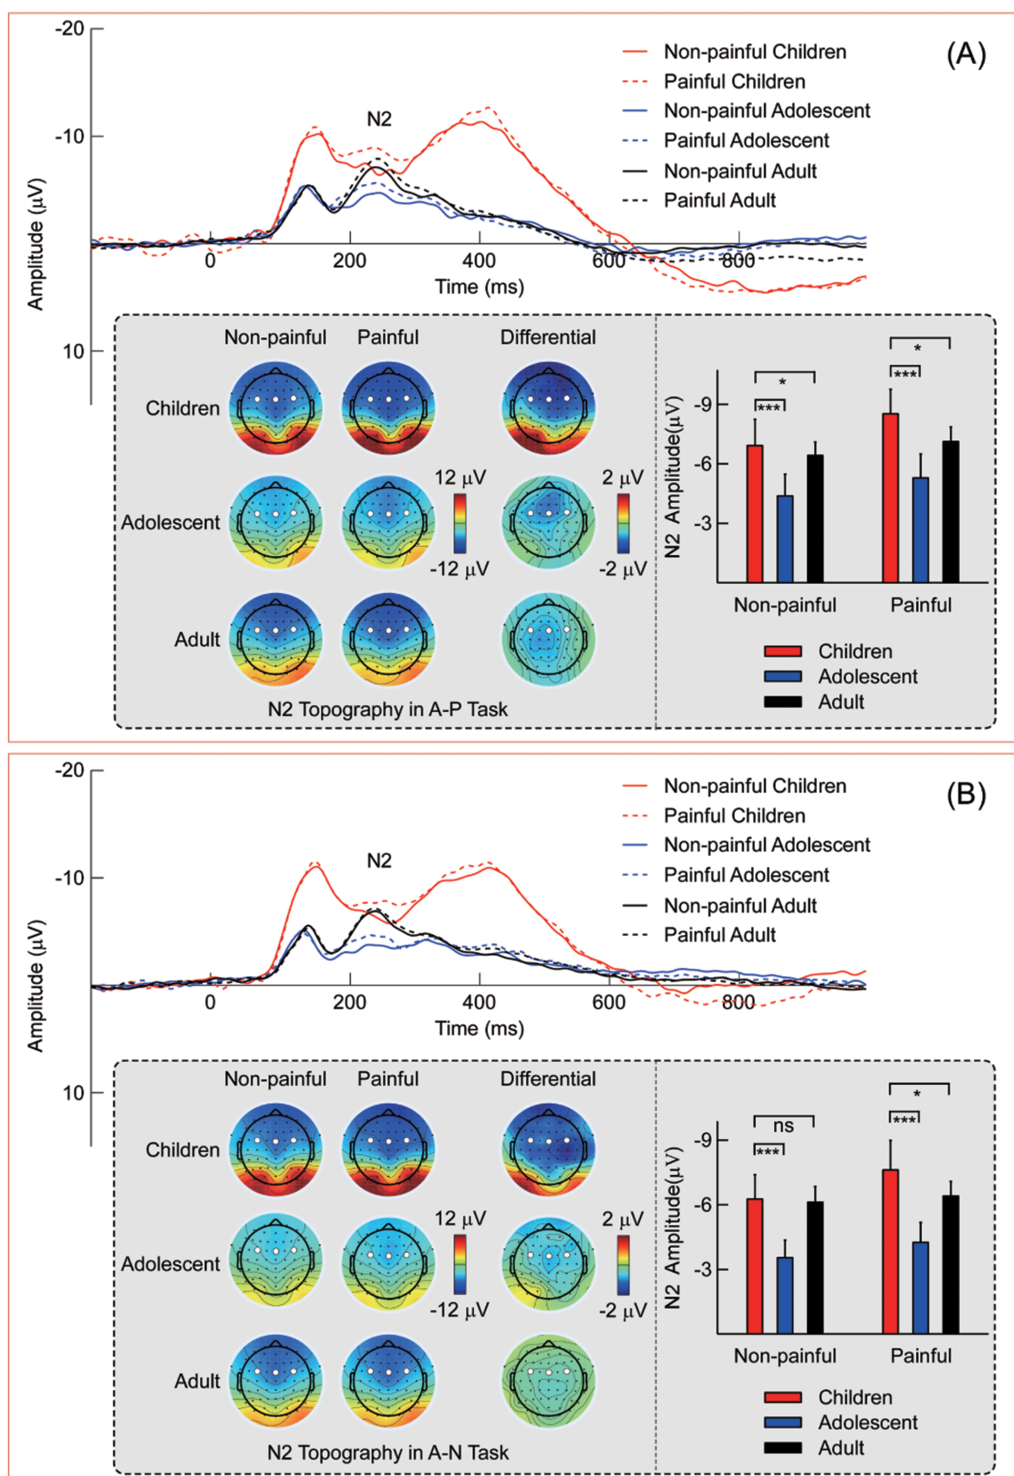 -20
Non-painful Children
(A)
Painful Children
N2
Non-painful Adolescent
-10
Painful Adolescent
Non-painful Adult
Painful Adult
Amplitude (μV)
0 200 400 600 800
Time (ms)
10
Non-painful Painful Differential
Children
12 μV 2 μV
Adolescent
-12 μV -2 μV
Adult
N2 Topography in A-P Task
*
* ***
***
-9
-6
-3
N2 Amplitude(μV)
Non-painful Painful
Children
Adolescent
Adult
-20
Non-painful Children
(B)
Painful Children
N2
Non-painful Adolescent
-10
Painful Adolescent
Non-painful Adult
Painful Adult
Amplitude (μV)
0 200 400 600 800
Time (ms)
10
Non-painful Painful Differential
Children
12 μV 2 μV
Adolescent
-12 μV -2 μV
Adult
N2 Topography in A-N Task
*
ns ***
***
-9
-6
-3
N2 Amplitude(μV)
Non-painful Painful
Children
Adolescent
Adult